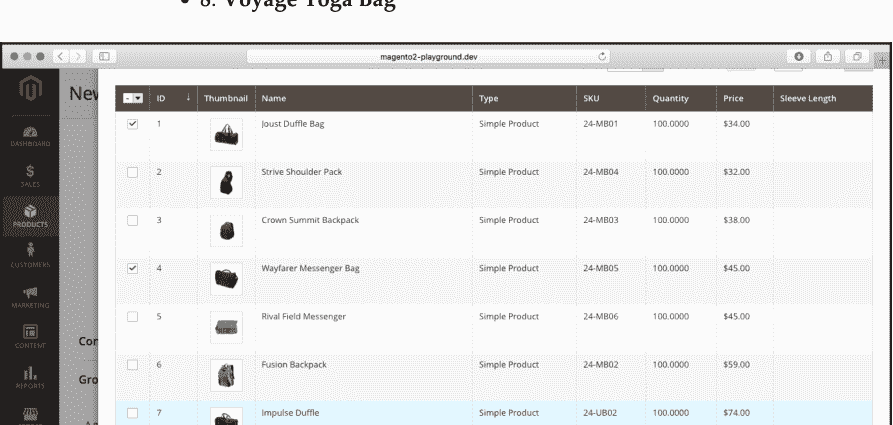 • 8. Voyage Yoga Bag
magento2-playground.dev
New
ID ↓ Thumbnail Name Type SKU Quantity Price Sleeve Length
1 Joust Duffle Bag Simple Product 24-MB01 100.0000 $34.00
DASHBOARD
2 Strive Shoulder Pack Simple Product 24-MB04 100.0000 $32.00
SALES
3 Crown Summit Backpack Simple Product 24-MB03 100.0000 $38.00
PRODUCTS
4 Wayfarer Messenger Bag Simple Product 24-MB05 100.0000 $45.00
CUSTOMERS
MARKETING
5 Rival Field Messenger Simple Product 24-MB06 100.0000 $45.00
CONTENT
Con
6 Fusion Backpack Simple Product 24-MB02 100.0000 $59.00
Gro
REPORTS
7 Impulse Duffle Simple Product 24-UB02 100.0000 $74.00